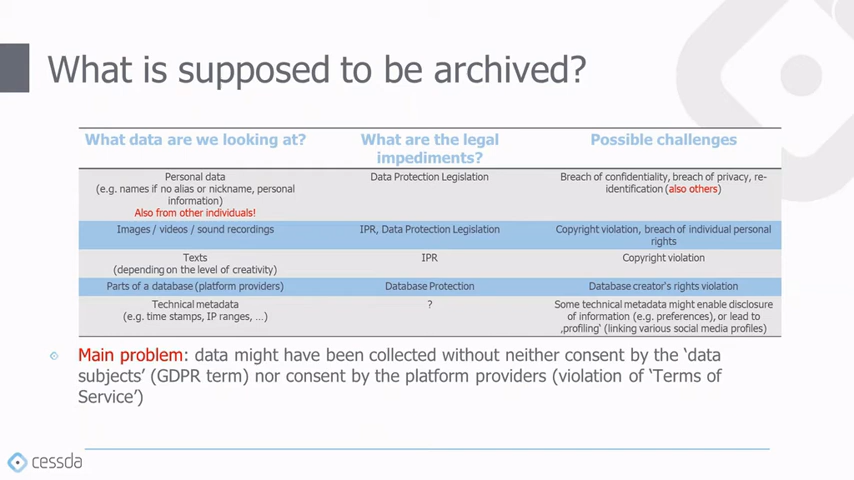 What is supposed to be archived?
What data are we looking at?
What are the legal
impediments?
Possible challenges
Personal data
(e.g. names if no alias or nickname, personal
information)
Also from other individuals!
Data Protection Legislation
Breach of confidentiality, breach of privacy, re-
identification (also others)
Images / videos / sound recordings
IPR, Data Protection Legislation
Copyright violation, breach of individual personal
rights
Texts
(depending on the level of creativity)
IPR
Copyright violation
Parts of a database (platform providers)
Database Protection
Database creator's rights violation
Technical metadata
(e.g. time stamps, IP ranges, …)
?
Some technical metadata might enable disclosure
of information (e.g. preferences), or lead to
‚profiling‘ (linking various social media profiles)
Main problem: data might have been collected without neither consent by the ‘data
subjects’ (GDPR term) nor consent by the platform providers (violation of ‘Terms of
Service’)
cessda